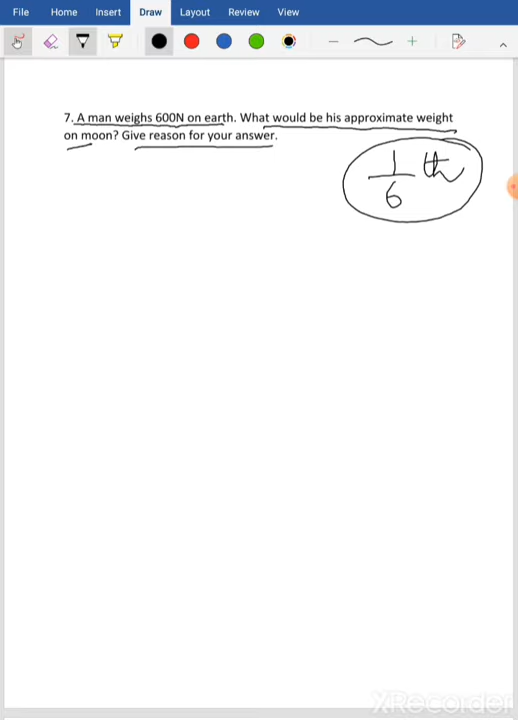 File Home Insert Draw Layout Review View
7. A man weighs 600N on earth. What would be his approximate weight
on moon? Give reason for your answer.
1/6 th
XRecorder